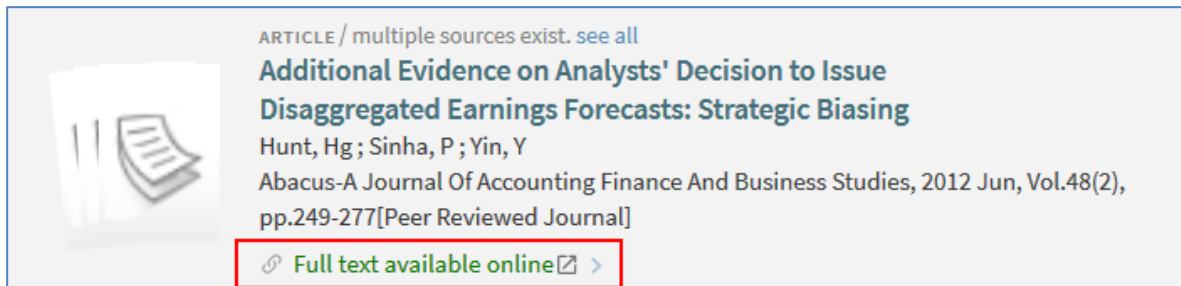 ARTICLE / multiple sources exist. see all
Additional Evidence on Analysts' Decision to Issue
Disaggregated Earnings Forecasts: Strategic Biasing
Hunt, Hg ; Sinha, P ; Yin, Y
Abacus-A Journal Of Accounting Finance And Business Studies, 2012 Jun, Vol.48(2),
pp.249-277[Peer Reviewed Journal]
Full text available online